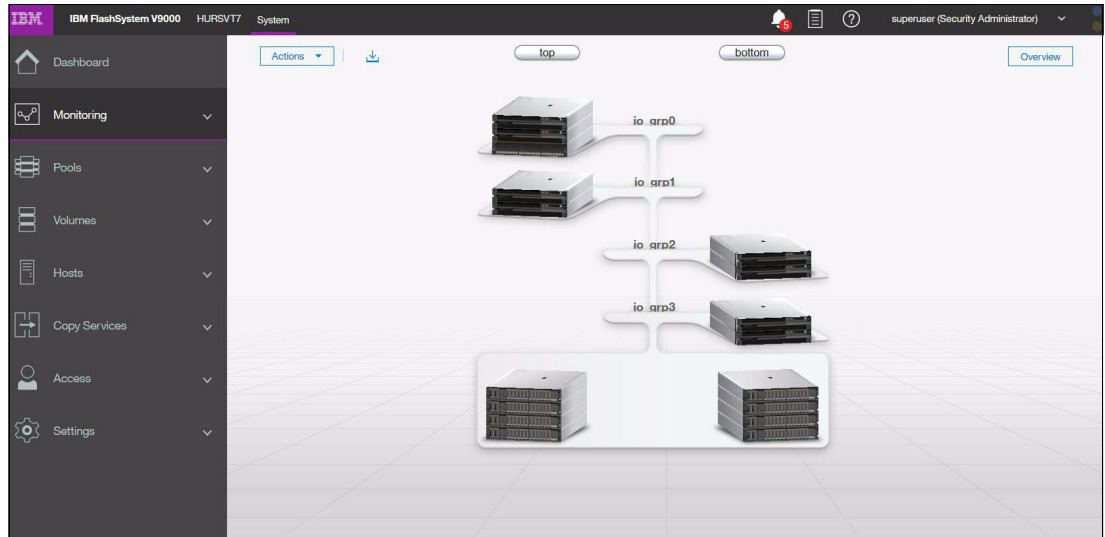 IBM IBM FlashSystem V9000 HURSVT7 System 5 superuser (Security Administrator)
Actions top bottom Overview
Dashboard
Monitoring
Pools
Volumes
Hosts
Copy Services
Access
Settings
io_grp0
io_grp1
io_grp2
io_grp3